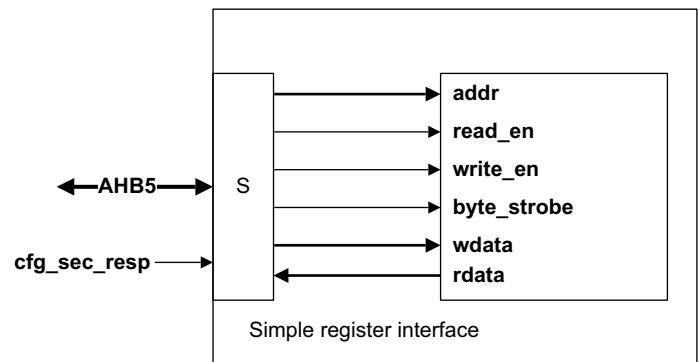 addr
read_en
write_en
AHB5
S
byte_strobe
wdata
cfg_sec_resp
rdata
Simple register interface